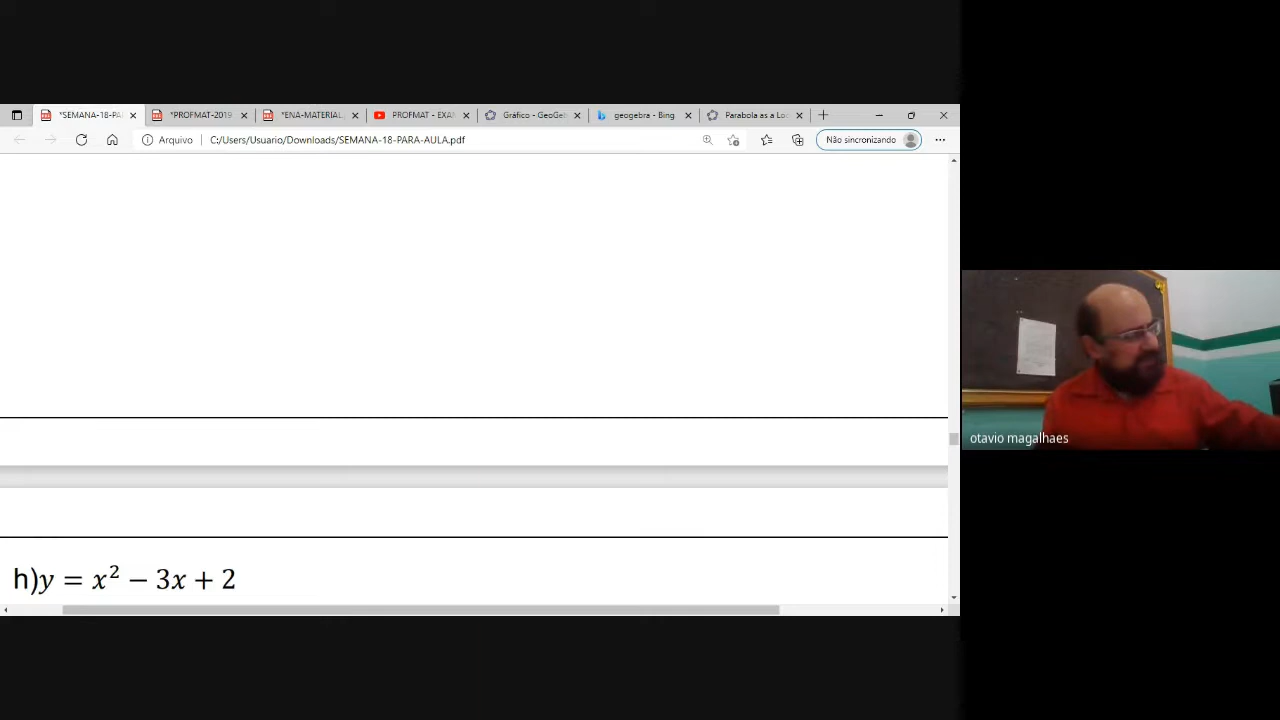 *SEMANA-18-PA
*PROFMAT-2019
*ENA-MATERIAL
PROFMAT - EXA
Gráfico - GeoGe
geogebra - Bing
Parabola as a Lo
Arquivo
C:/Users/Usuario/Downloads/SEMANA-18-PARA-AULA.pdf
Não sincronizando
otavio magalhaes
h)y = x² − 3x + 2